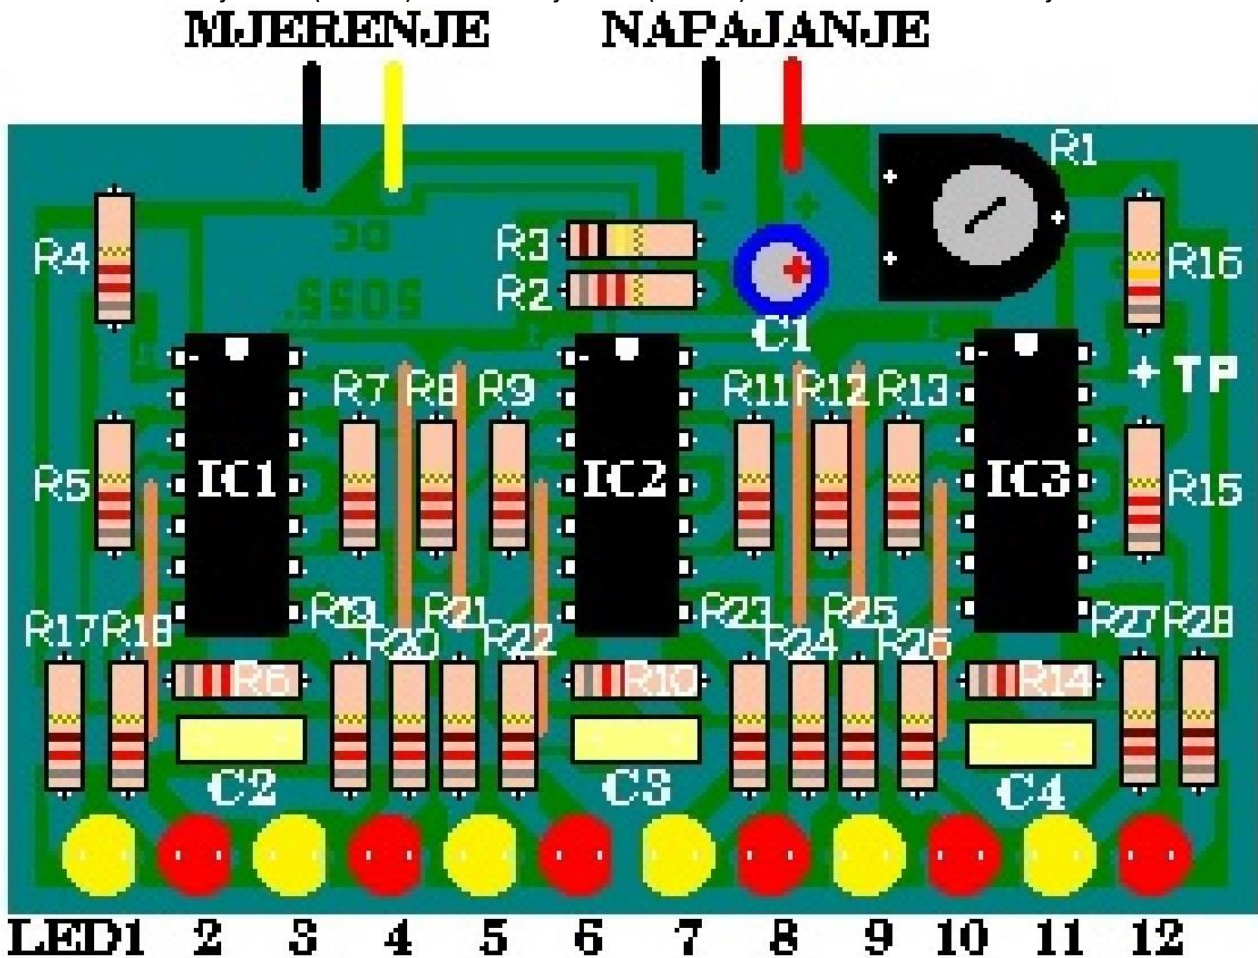 MJERENJE NAPAJANJE
R1
- +
R4 DC R3 R16
5055. R2
C1
TP
R7 R8 R9 R11 R12 R13
R5 IC1 IC2 IC3 R15
R19 R21 R23 R25 R27 R28
R17 R18 R20 R22 R24 R26
R6 R10 R14
C2 C3 C4
LED1 2 3 4 5 6 7 8 9 10 11 12